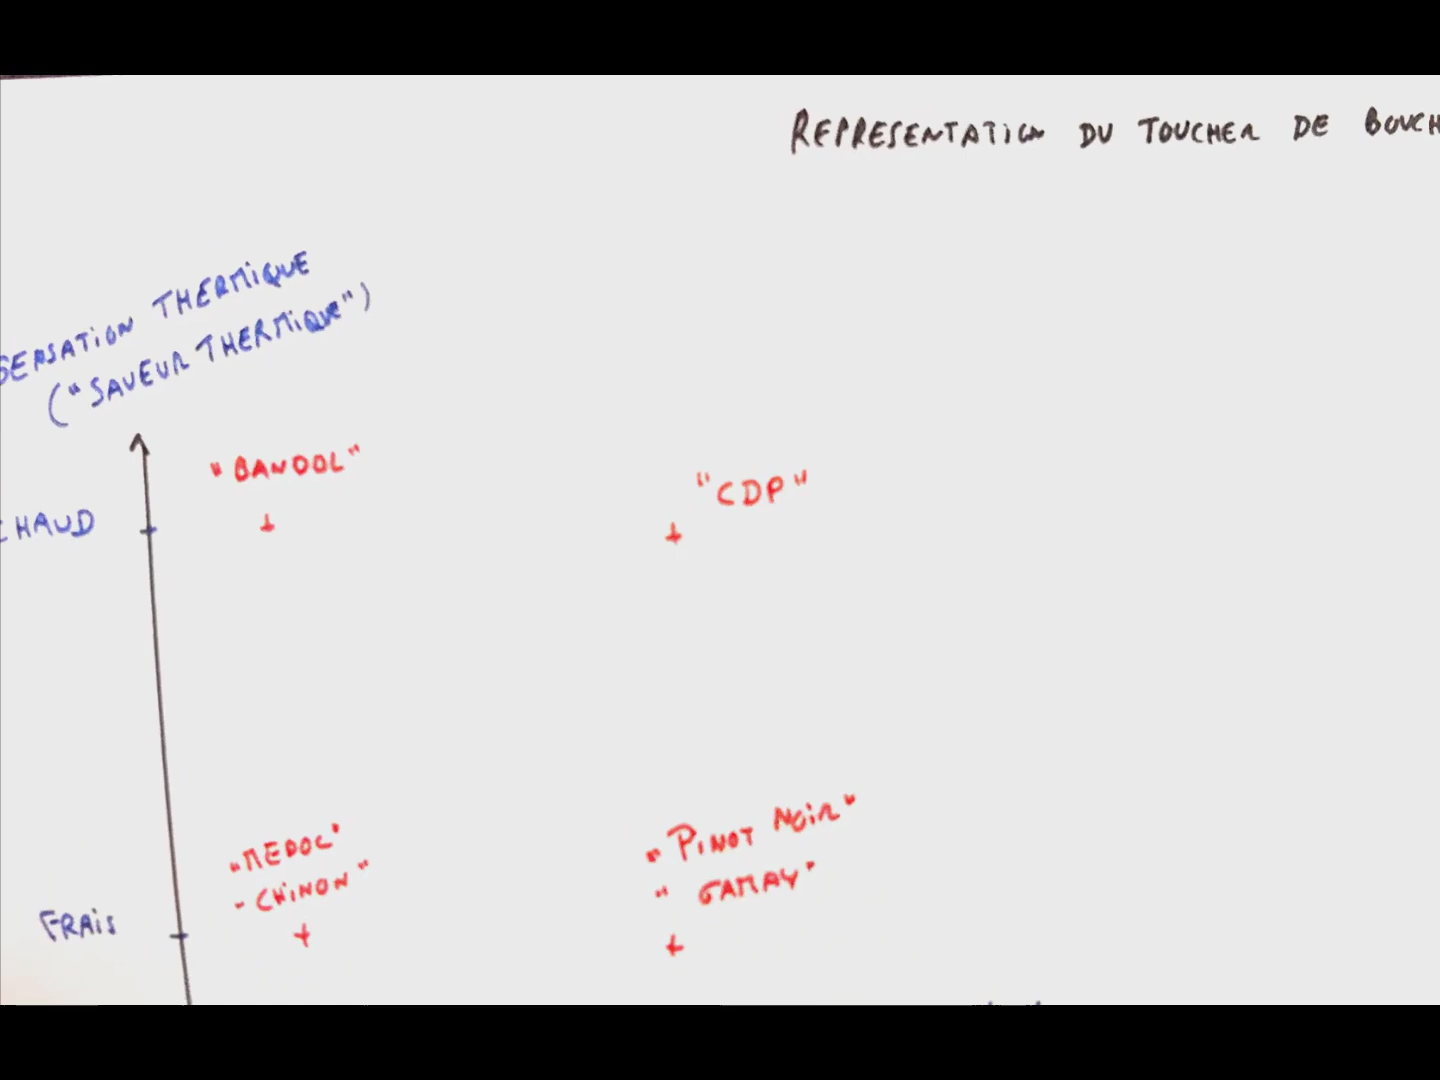 REPRESENTATION DU TOUCHER DE BOUCH
SENSATION THERMIQUE
("SAVEUR THERMIQUE")
"BANDOL"
"CDP"
CHAUD
"PINOT NOIR"
"MEDOC"
" GAMAY"
"CHINON"
FRAIS